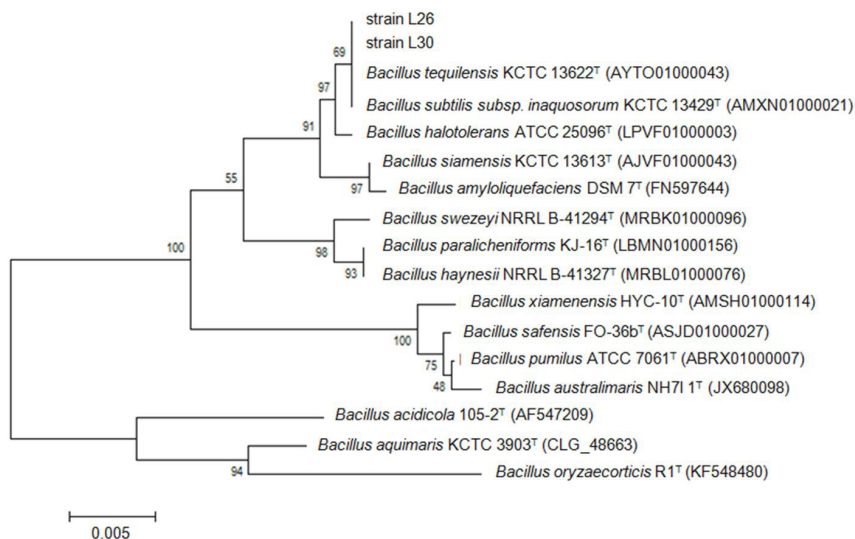 strain L26
strain L30
69
Bacillus tequilensis KCTC 13622ᵀ (AYTO01000043)
97
Bacillus subtilis subsp. inaquosorum KCTC 13429ᵀ (AMXN01000021)
91
Bacillus halotolerans ATCC 25096ᵀ (LPVF01000003)
Bacillus siamensis KCTC 13613ᵀ (AJVF01000043)
55
97
Bacillus amyloliquefaciens DSM 7ᵀ (FN597644)
Bacillus swezeyi NRRL B-41294ᵀ (MRBK01000096)
100
98
Bacillus paralicheniforms KJ-16ᵀ (LBMN01000156)
93
Bacillus haynesii NRRL B-41327ᵀ (MRBL01000076)
Bacillus xiamenensis HYC-10ᵀ (AMSH01000114)
100
Bacillus safensis FO-36bᵀ (ASJD01000027)
75
Bacillus pumilus ATCC 7061ᵀ (ABRX01000007)
48
Bacillus australimaris NH7I 1ᵀ (JX680098)
Bacillus acidicola 105-2ᵀ (AF547209)
Bacillus aquimaris KCTC 3903ᵀ (CLG_48663)
94
Bacillus oryzaecorticis R1ᵀ (KF548480)
0.005